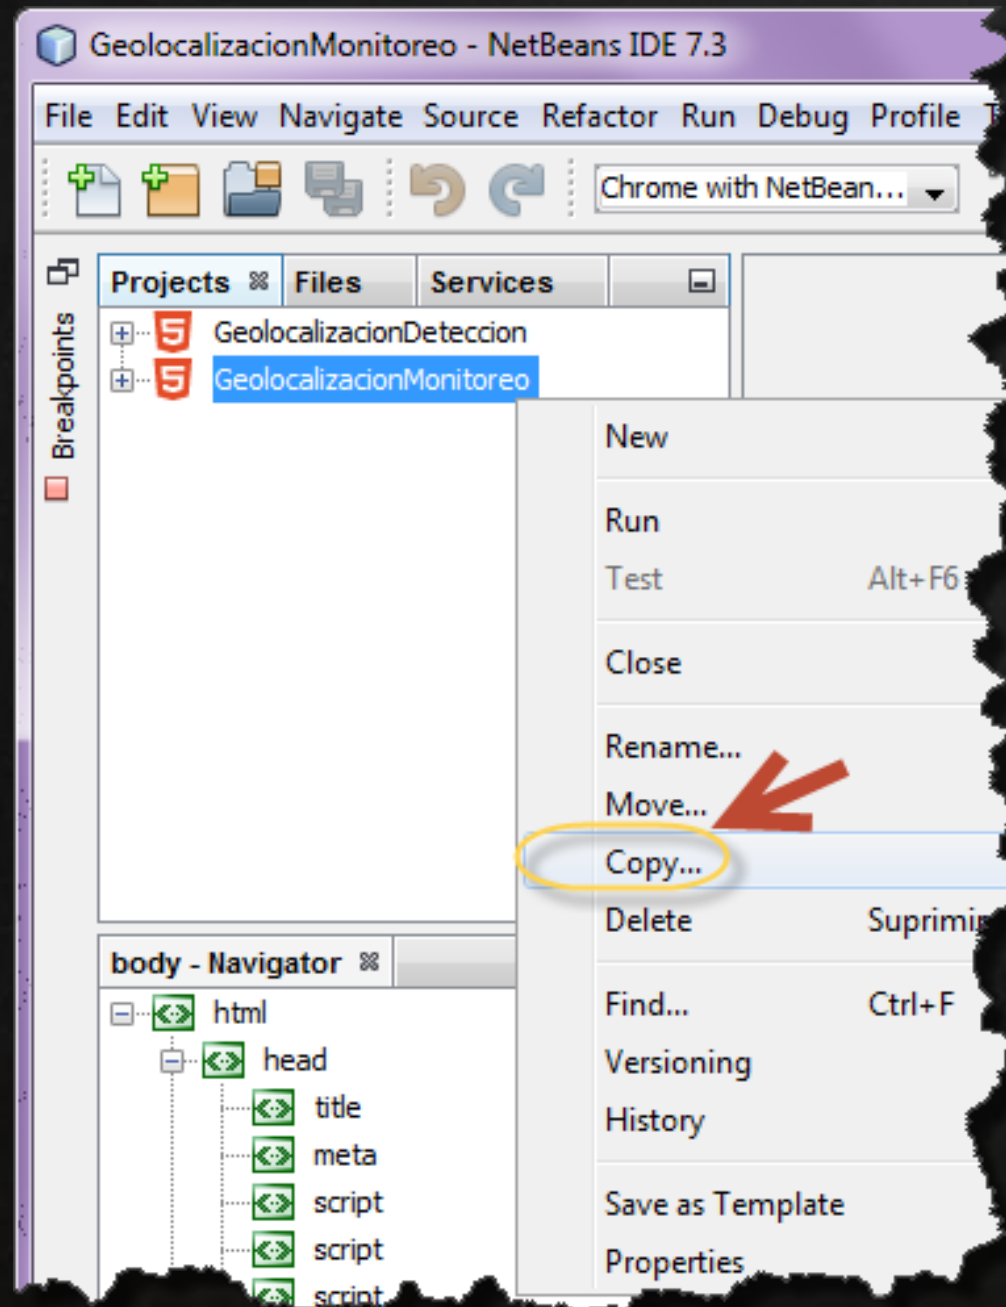 GeolocalizacionMonitoreo - NetBeans IDE 7.3
File Edit View Navigate Source Refactor Run Debug Profile
Chrome with NetBean...
Projects Files Services
Breakpoints
GeolocalizacionDeteccion
GeolocalizacionMonitoreo
New
Run
Test Alt+F6
Close
Rename...
Move...
Copy...
Delete Suprimir
Find... Ctrl+F
Versioning
History
Save as Template
Properties
body - Navigator
html
head
title
meta
script
script
script